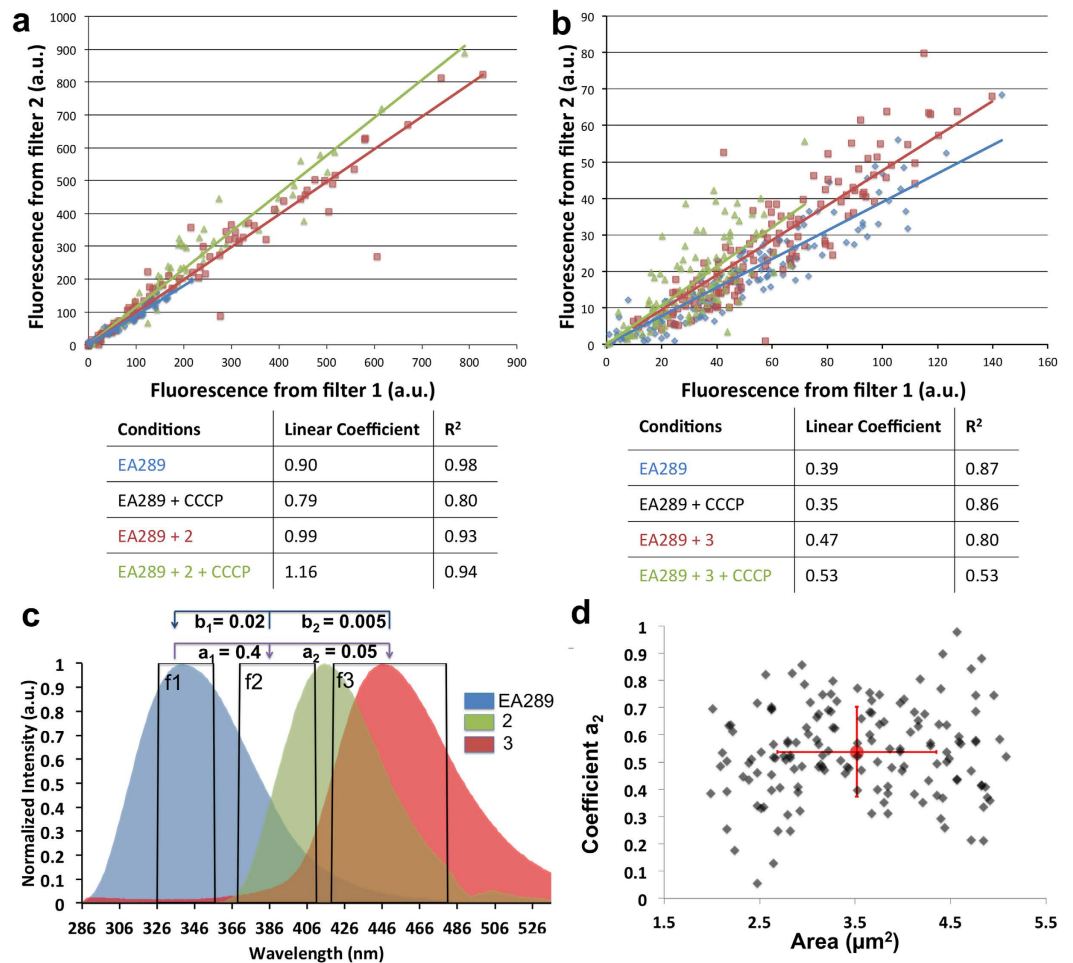 a
1000
900
800
700
600
500
400
300
200
100
0
Fluorescence from filter 2 (a.u.)
0 100 200 300 400 500 600 700 800 900
Fluorescence from filter 1 (a.u.)
Conditions Linear Coefficient R2
EA289 0.90 0.98
EA289 + CCCP 0.79 0.80
EA289 + 2 0.99 0.93
EA289 + 2 + CCCP 1.16 0.94
b
90
80
70
60
50
40
30
20
10
0
Fluorescence from filter 2 (a.u.)
0 20 40 60 80 100 120 140 160
Fluorescence from filter 1 (a.u.)
Conditions Linear Coefficient R2
EA289 0.39 0.87
EA289 + CCCP 0.35 0.86
EA289 + 3 0.47 0.80
EA289 + 3 + CCCP 0.53 0.53
c
b1 = 0.02 b2 = 0.005
a1 = 0.4 a2 = 0.05
f1 f2 f3
1
0.9
0.8
0.7
0.6
0.5
0.4
0.3
0.2
0.1
0
Normalized Intensity (a.u.)
EA289
2
3
286 306 326 346 366 386 406 426 446 466 486 506 526
Wavelength (nm)
d
1
0.9
0.8
0.7
0.6
0.5
0.4
0.3
0.2
0.1
0
Coefficient a2
1.5 2.5 3.5 4.5 5.5
Area (µm2)